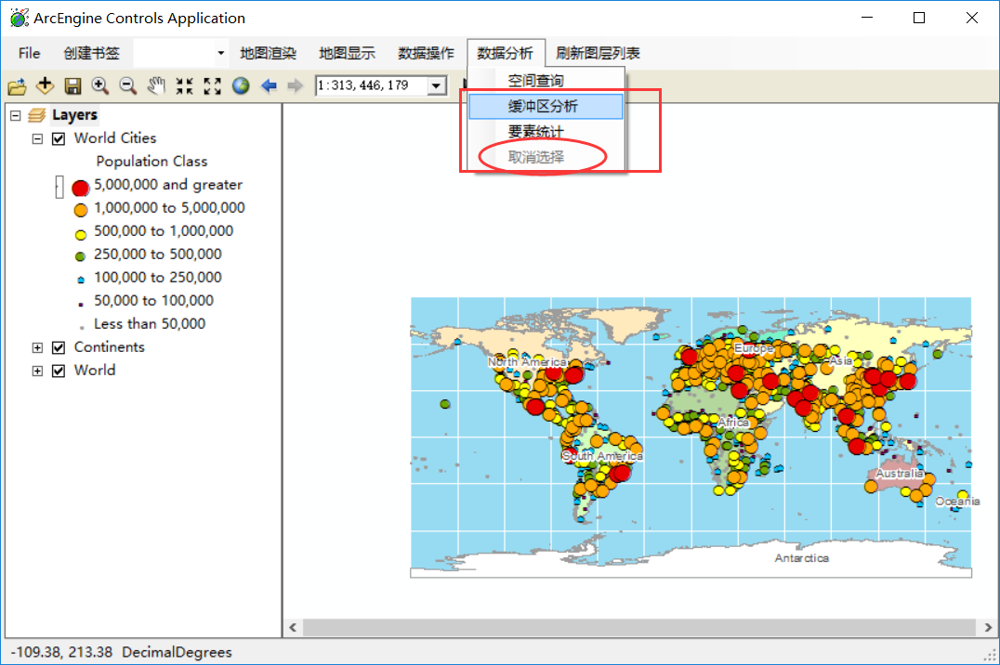 ArcEngine Controls Application
File 创建书签 地图渲染 地图显示 数据操作 数据分析 刷新图层列表
1:313,446,179
空间查询
缓冲区分析
要素统计
取消选择
Layers
World Cities
Population Class
5,000,000 and greater
1,000,000 to 5,000,000
500,000 to 1,000,000
250,000 to 500,000
100,000 to 250,000
50,000 to 100,000
Less than 50,000
Continents
World
North America
Europe
Asia
Africa
South America
Australia
Oceania
Antarctica
-109.38, 213.38 DecimalDegrees